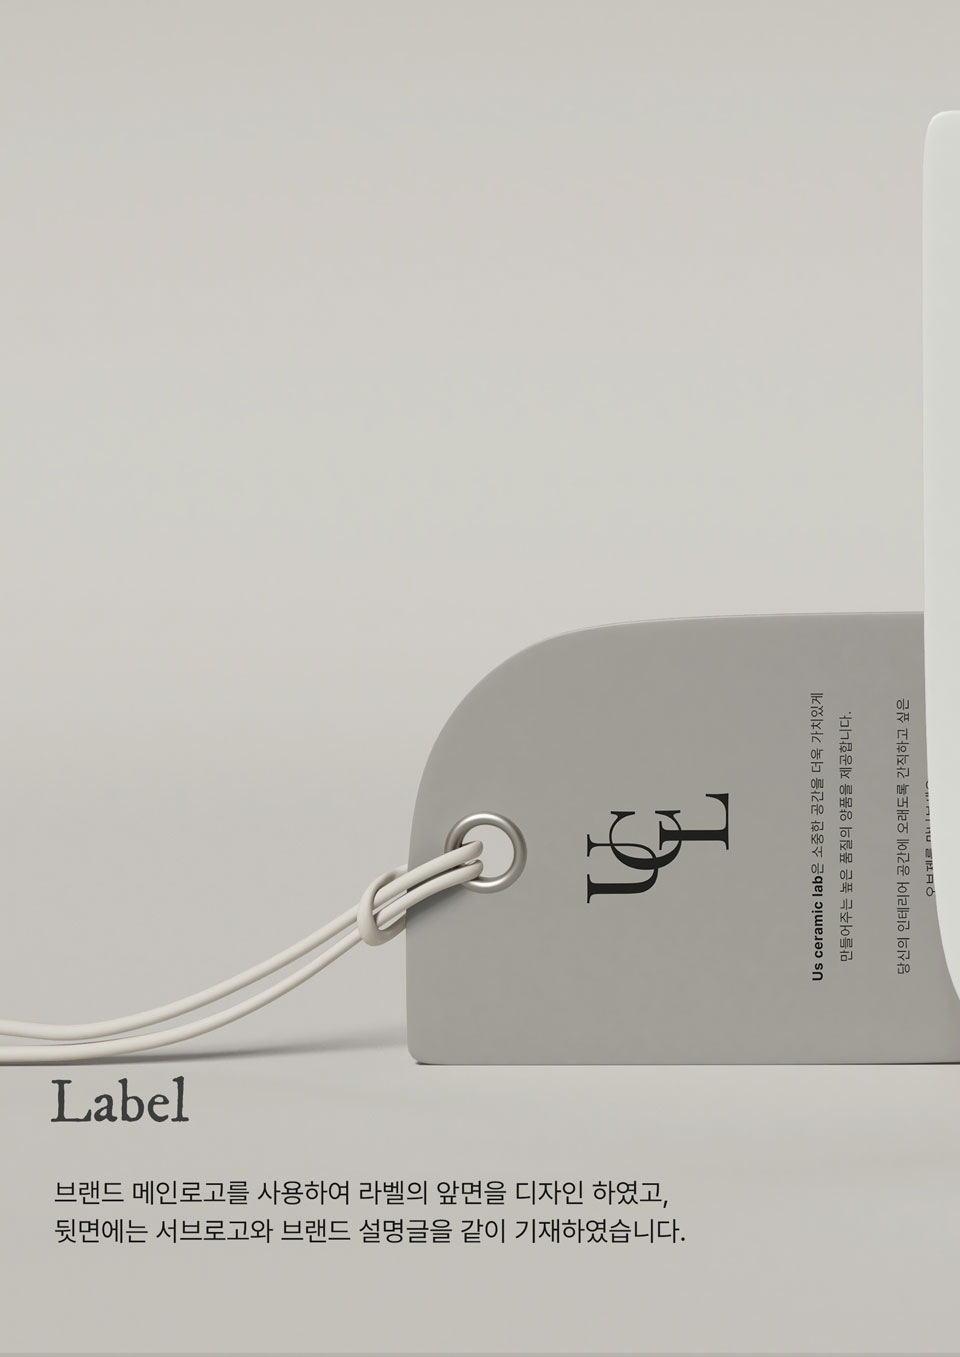 UCL
Us ceramic lab은 소중한 공간을 더욱 가치있게
만들어주는 높은 품질의 양품을 제공합니다.
당신의 인테리어 공간에 오래도록 간직하고 싶은
Label
브랜드 메인로고를 사용하여 라벨의 앞면을 디자인 하였고,
뒷면에는 서브로고와 브랜드 설명글을 같이 기재하였습니다.